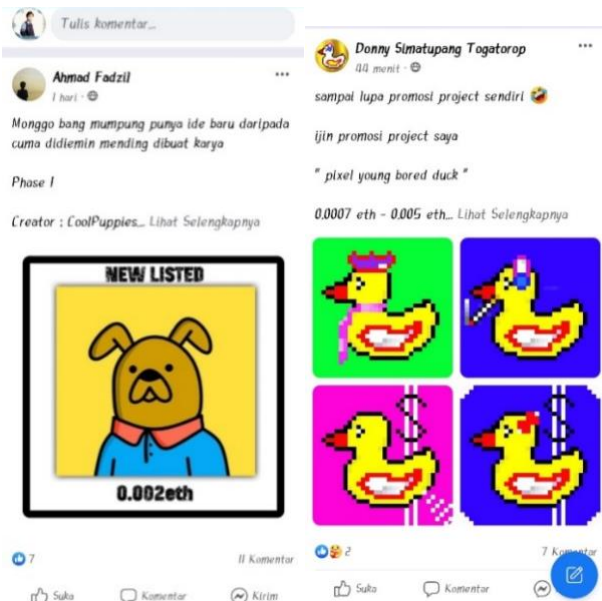 Tulis komentar...
Ahmad Fadzil
1 hari ·
Monggo bang mumpung punya ide baru daripada
cuma didiemin mending dibuat karya
Phase 1
Creator : CoolPuppies... Lihat Selengkapnya
NEW LISTED
0.002eth
7
11 Komentar
Suka
Komentar
Kirim
Donny Simatupang Togatorop
44 menit ·
sampai lupa promosi project sendiri 🤣
ijin promosi project saya
" pixel young bored duck "
0.0007 eth - 0.005 eth... Lihat Selengkapnya
2
7 Komentar
Suka
Komentar